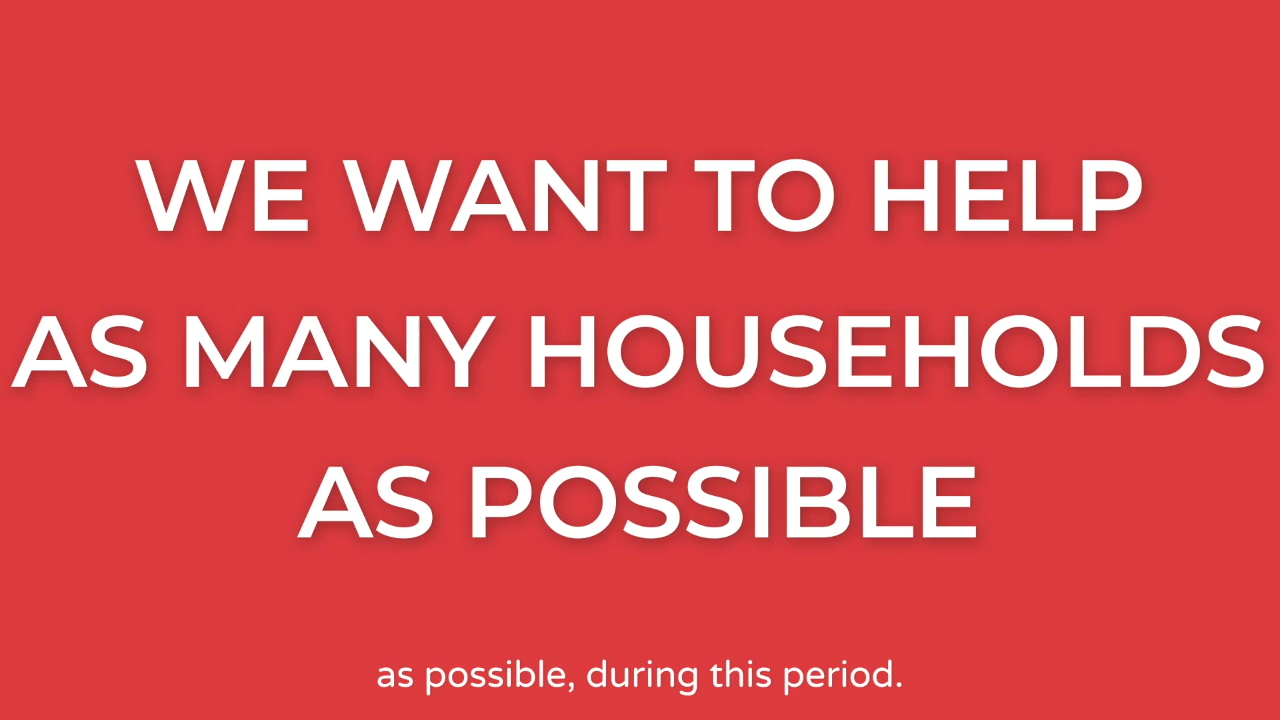 WE WANT TO HELP
AS MANY HOUSEHOLDS
AS POSSIBLE
as possible, during this period.